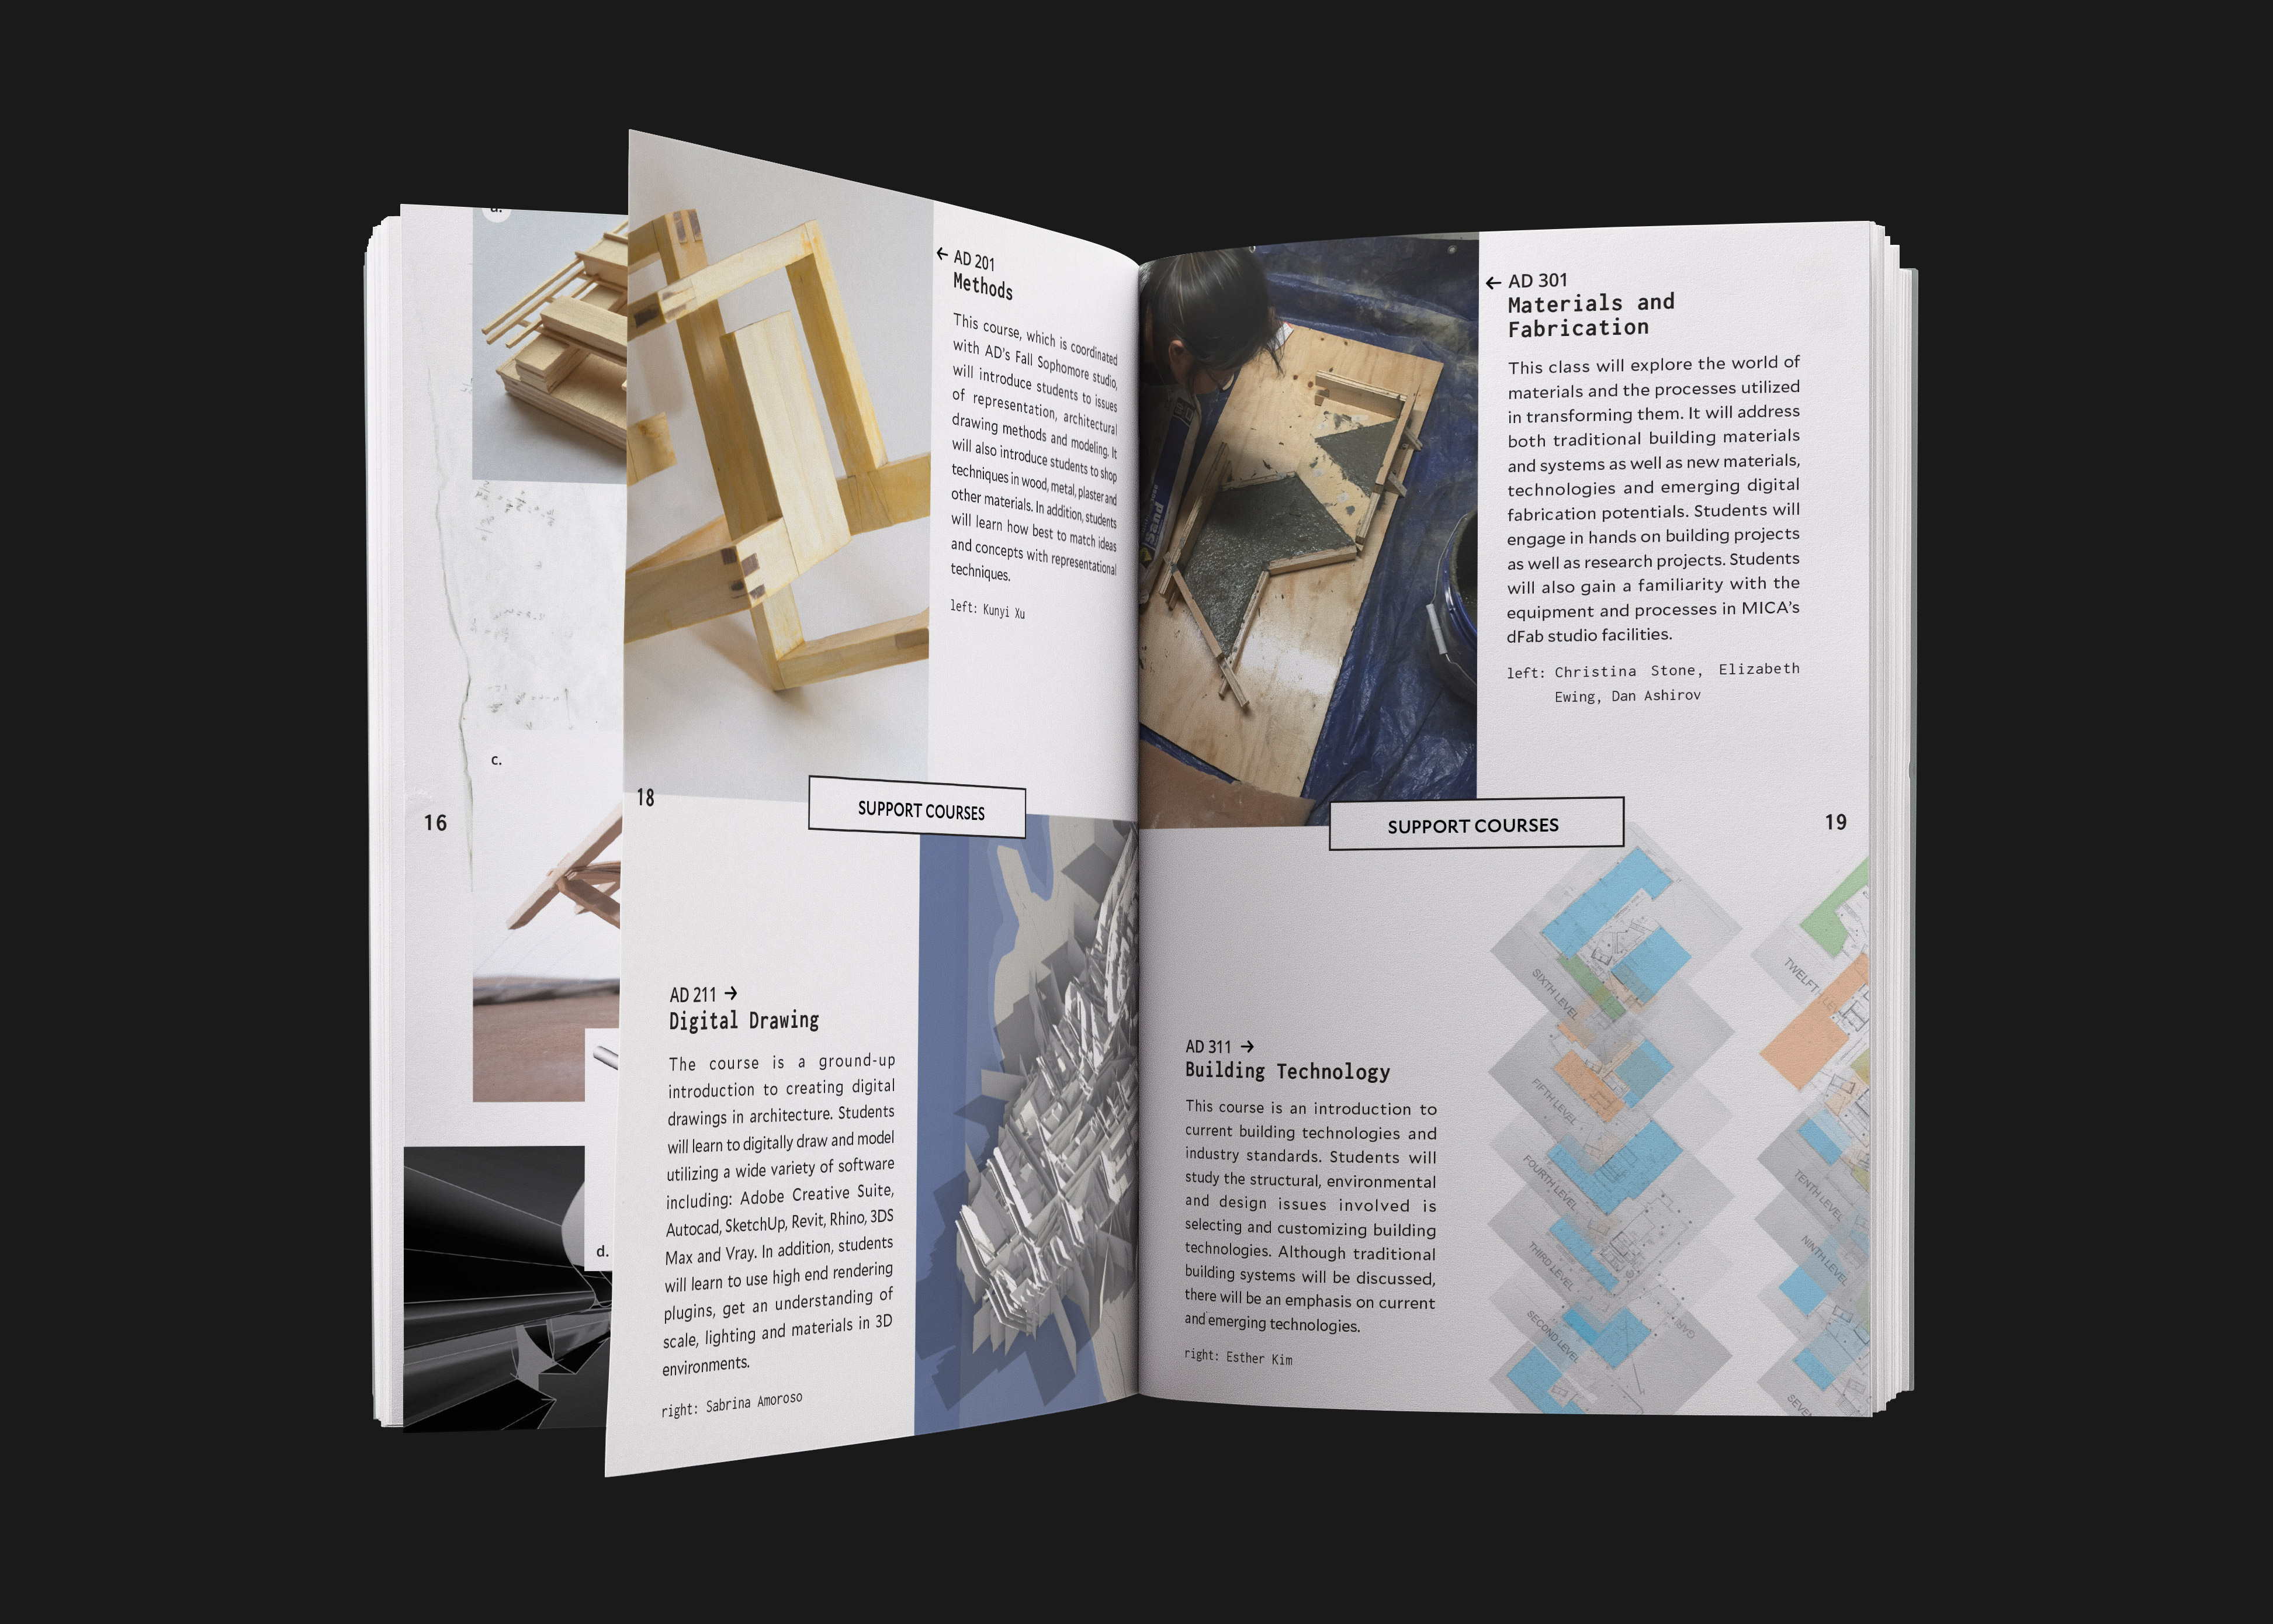 16
c.
d.
← AD 201
Methods
This course, which is coordinated
with AD's Fall Sophomore studio,
will introduce students to issues
of representation, architectural
drawing methods and modeling. It
will also introduce students to shop
techniques in wood, metal, plaster and
other materials. In addition, students
will learn how best to match ideas
and concepts with representational
techniques.
left: Kunyi Xu
18
SUPPORT COURSES
AD 211 →
Digital Drawing
The course is a ground-up
introduction to creating digital
drawings in architecture. Students
will learn to digitally draw and model
utilizing a wide variety of software
including: Adobe Creative Suite,
Autocad, SketchUp, Revit, Rhino, 3DS
Max and Vray. In addition, students
will learn to use high end rendering
plugins, get an understanding of
scale, lighting and materials in 3D
environments.
right: Sabrina Amoroso
Sand
← AD 301
Materials and
Fabrication
This class will explore the world of
materials and the processes utilized
in transforming them. It will address
both traditional building materials
and systems as well as new materials,
technologies and emerging digital
fabrication potentials. Students will
engage in hands on building projects
as well as research projects. Students
will also gain a familiarity with the
equipment and processes in MICA's
dFab studio facilities.
left: Christina Stone, Elizabeth
Ewing, Dan Ashirov
SUPPORT COURSES
19
AD 311 →
Building Technology
This course is an introduction to
current building technologies and
industry standards. Students will
study the structural, environmental
and design issues involved is
selecting and customizing building
technologies. Although traditional
building systems will be discussed,
there will be an emphasis on current
and emerging technologies.
right: Esther Kim
SIXTH LEVEL
FIFTH LEVEL
FOURTH LEVEL
THIRD LEVEL
SECOND LEVEL
TWELFTH LEVEL
TENTH LEVEL
NINTH LEVEL